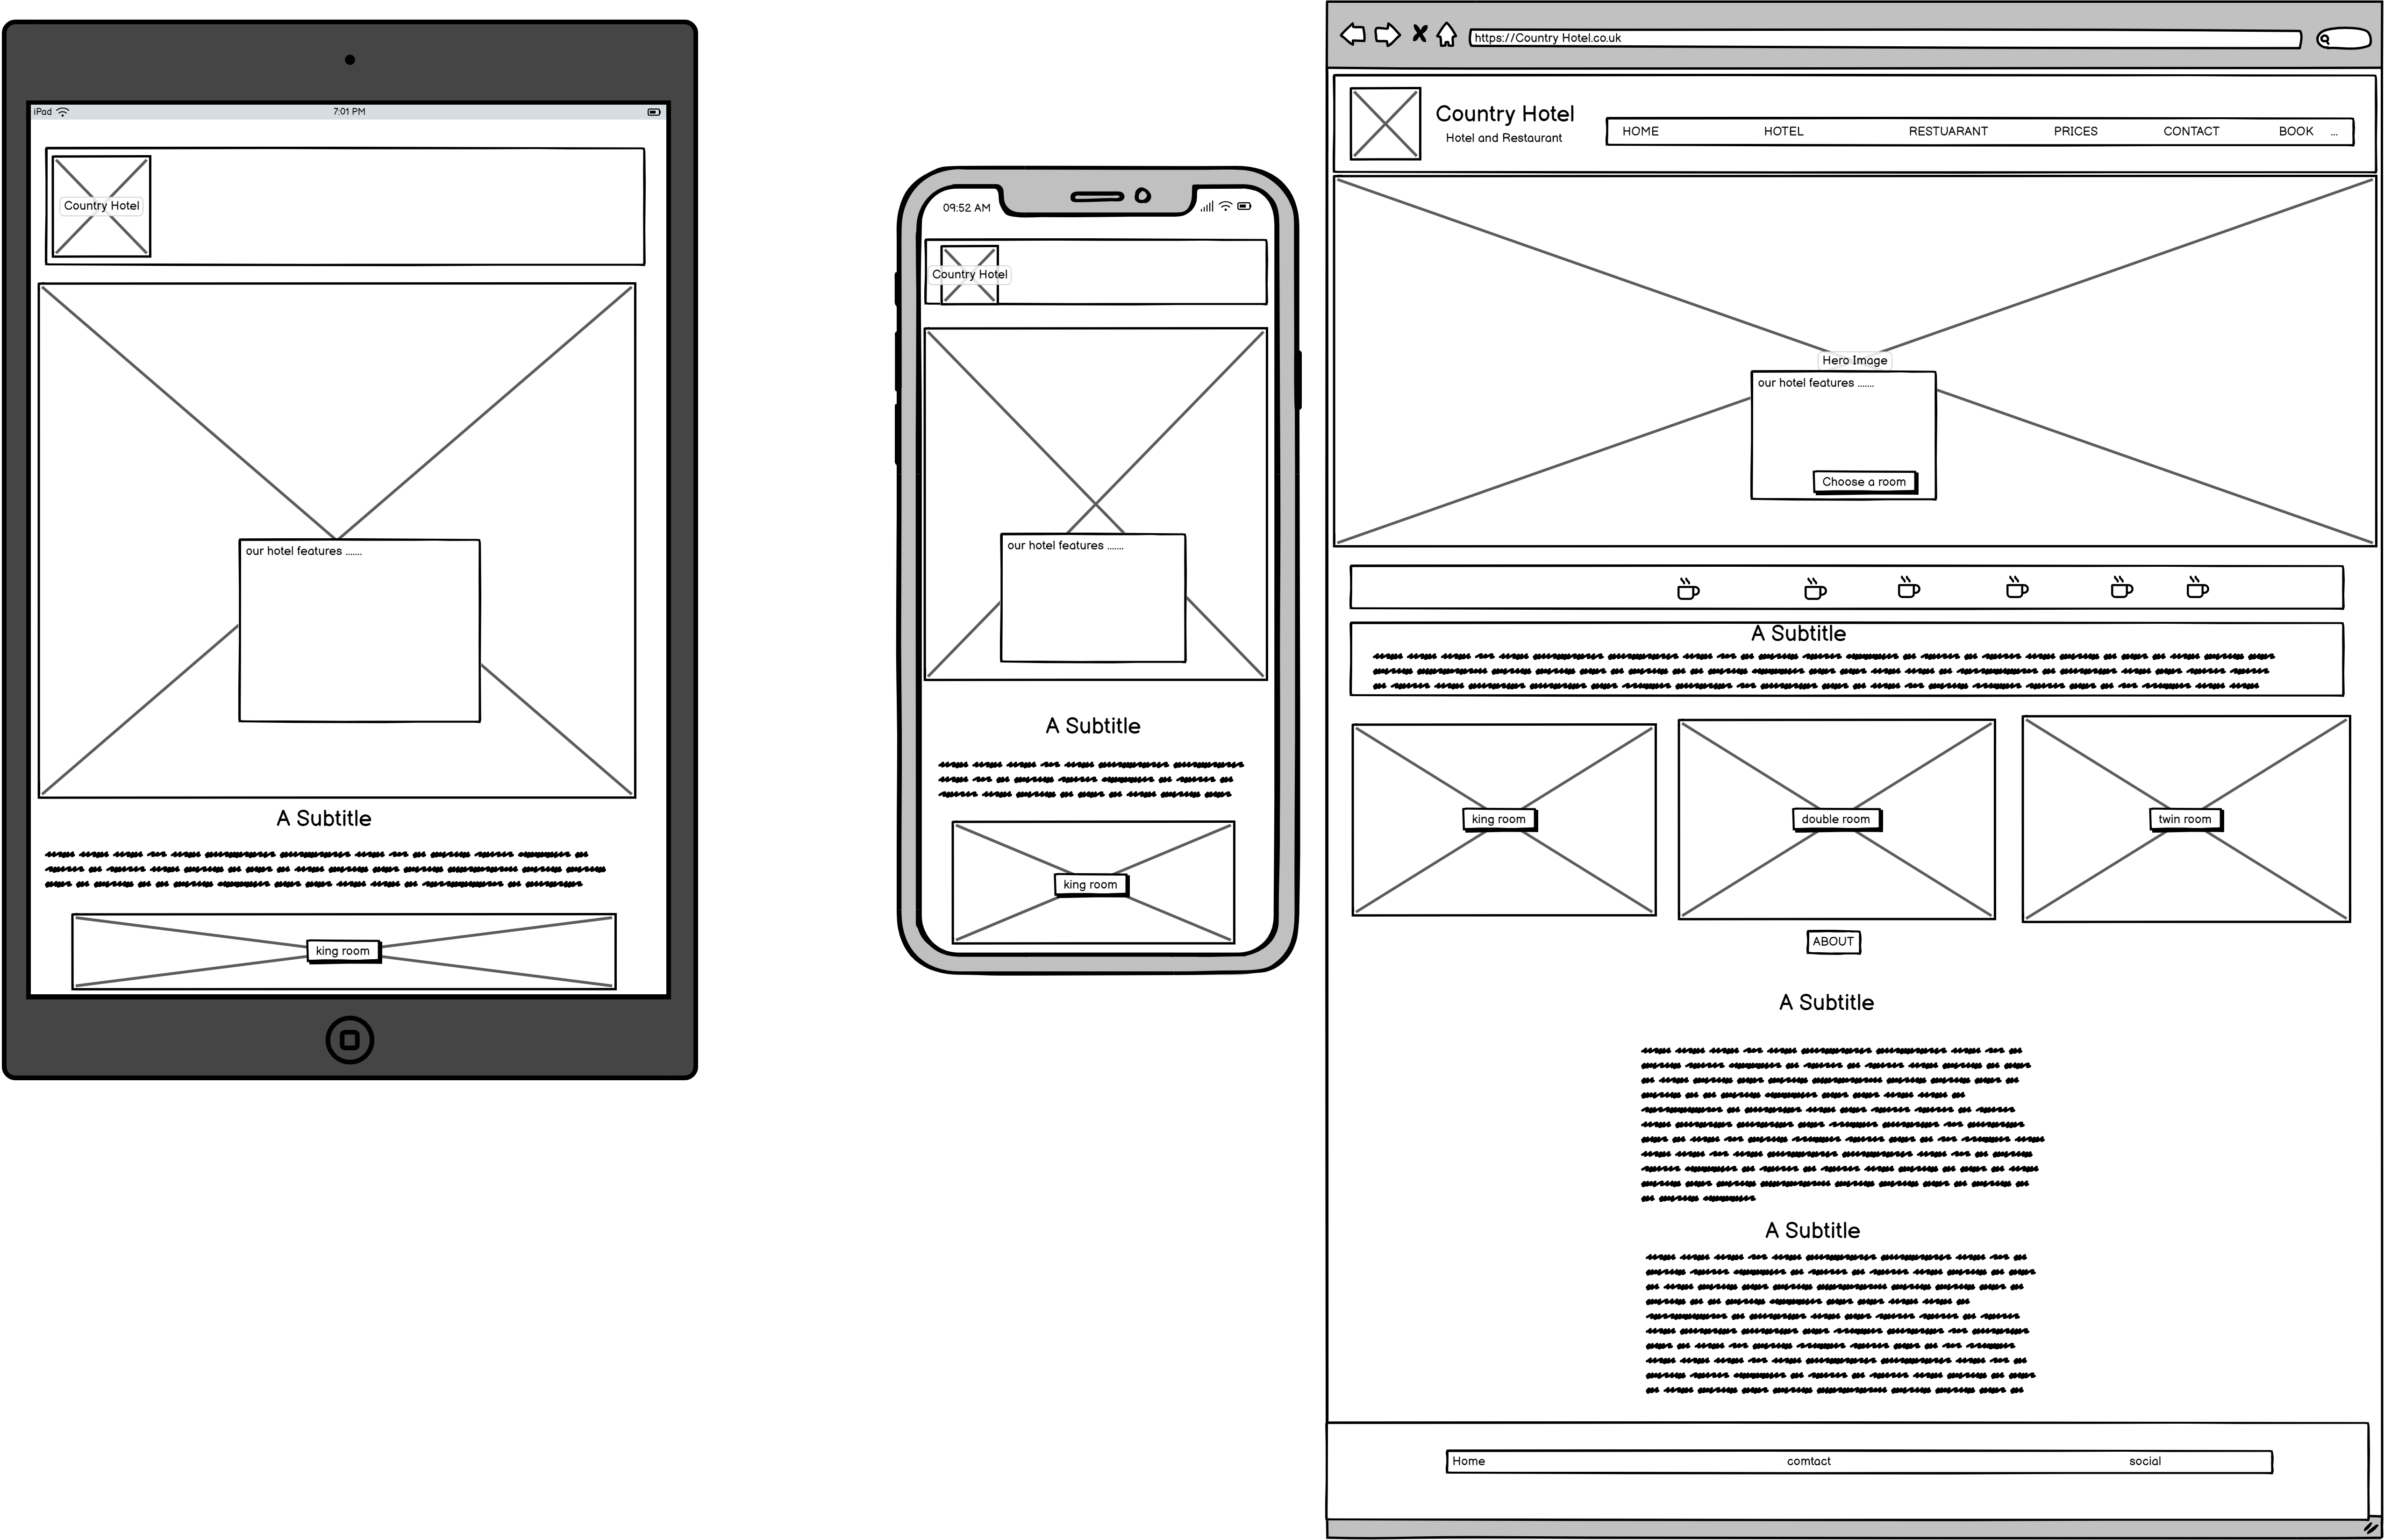 iPad
7:01 PM
Country Hotel
our hotel features .......
A Subtitle
king room
09:52 AM
Country Hotel
our hotel features .......
A Subtitle
king room
https://Country Hotel.co.uk
Country Hotel
Hotel and Restaurant
HOME HOTEL RESTUARANT PRICES CONTACT BOOK ...
Hero Image
our hotel features .......
Choose a room
A Subtitle
king room double room twin room
ABOUT
A Subtitle
A Subtitle
Home comtact social